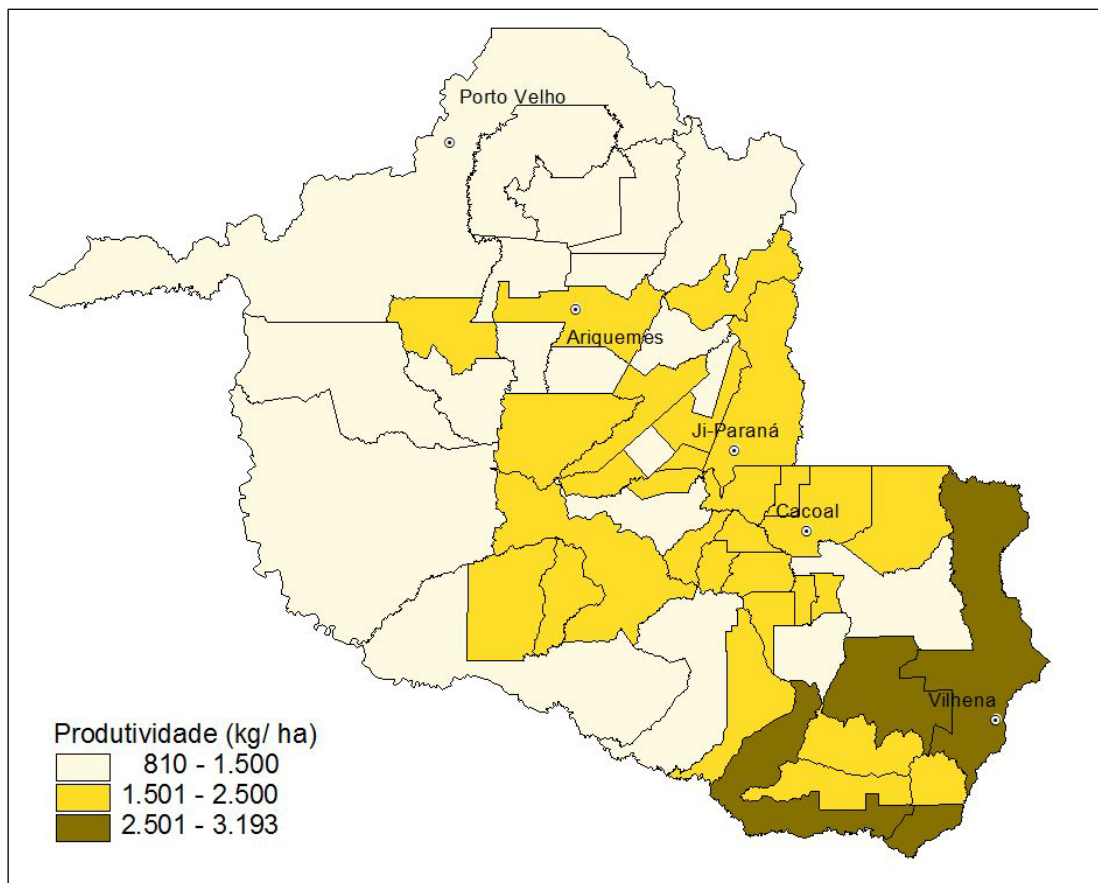 Porto Velho
Ariquemes
Ji-Paraná
Cacoal
Vilhena
Produtividade (kg/ ha)
810 - 1.500
1.501 - 2.500
2.501 - 3.193